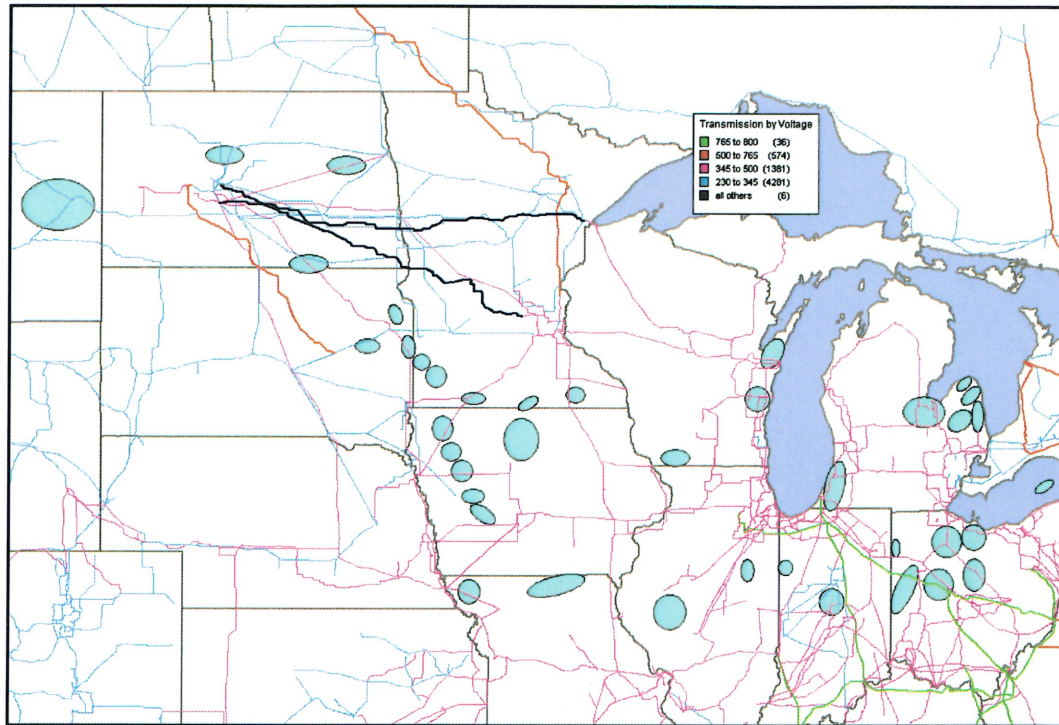 Transmission by Voltage
765 to 800 (36)
500 to 765 (574)
345 to 500 (1381)
230 to 345 (4281)
all others (6)